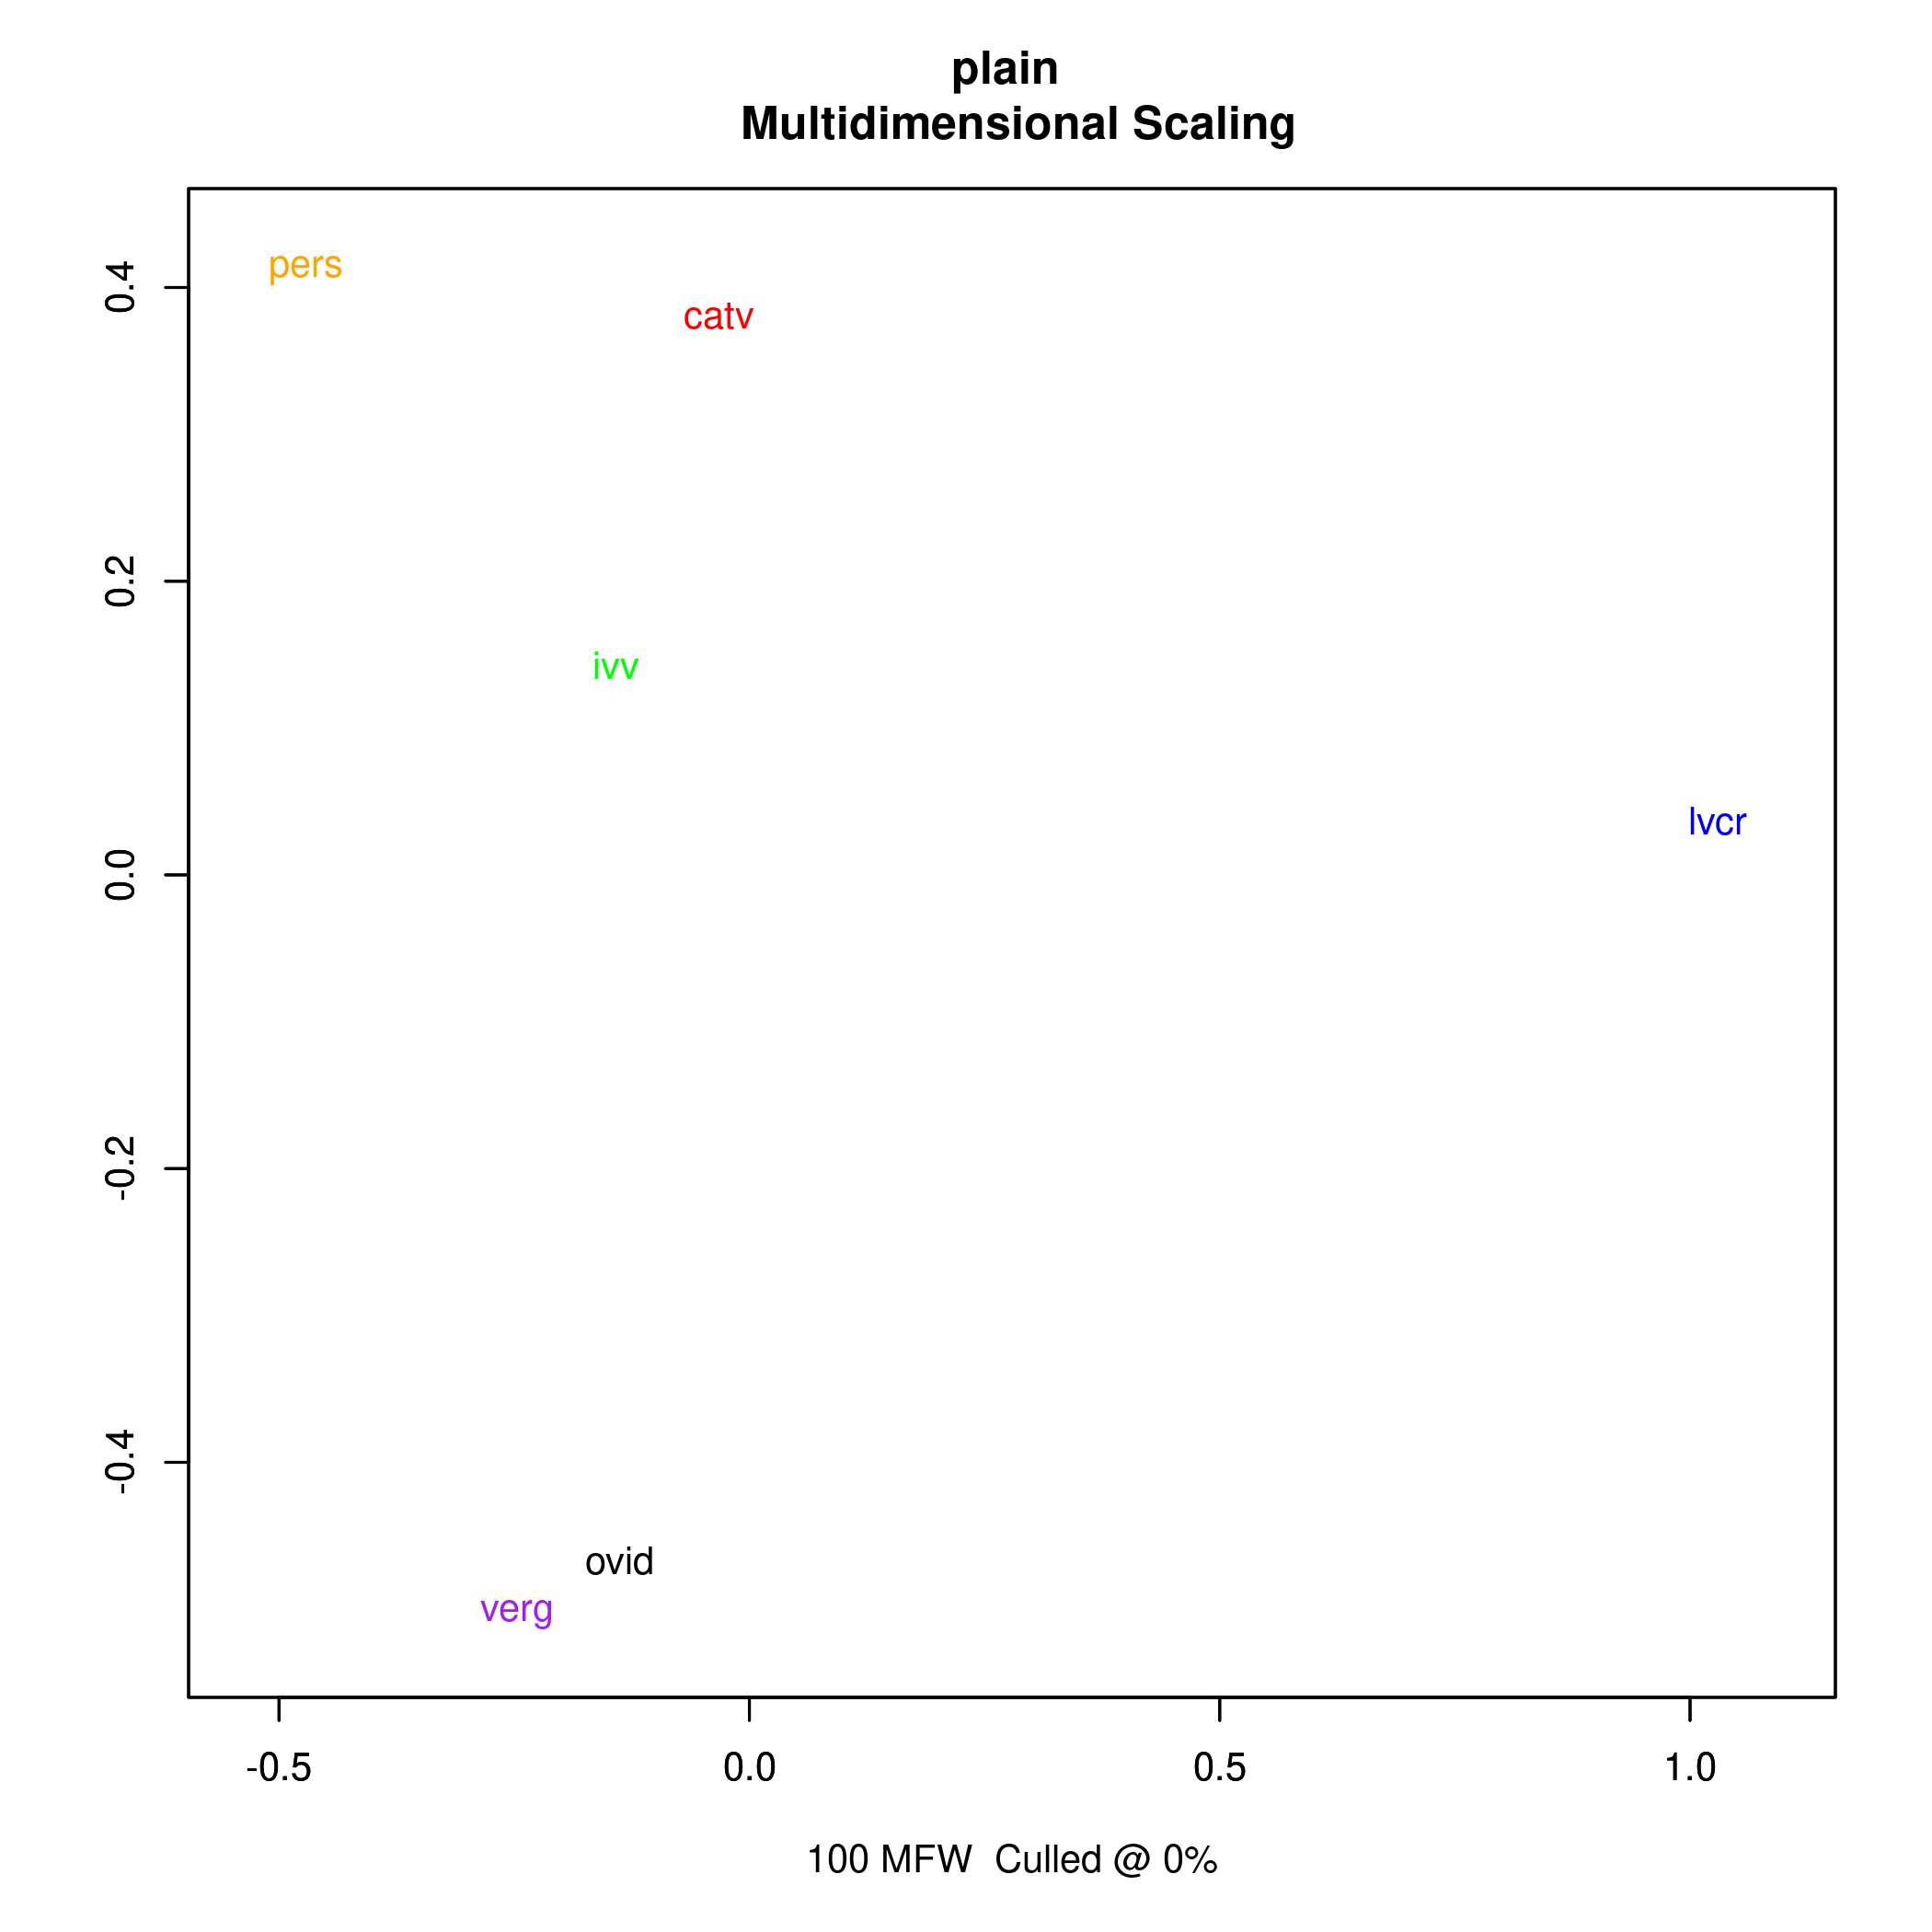 plain
Multidimensional Scaling
0.4
0.2
0.0
-0.2
-0.4
pers
catv
ivv
lvcr
ovid
verg
-0.5 0.0 0.5 1.0
100 MFW  Culled @ 0%